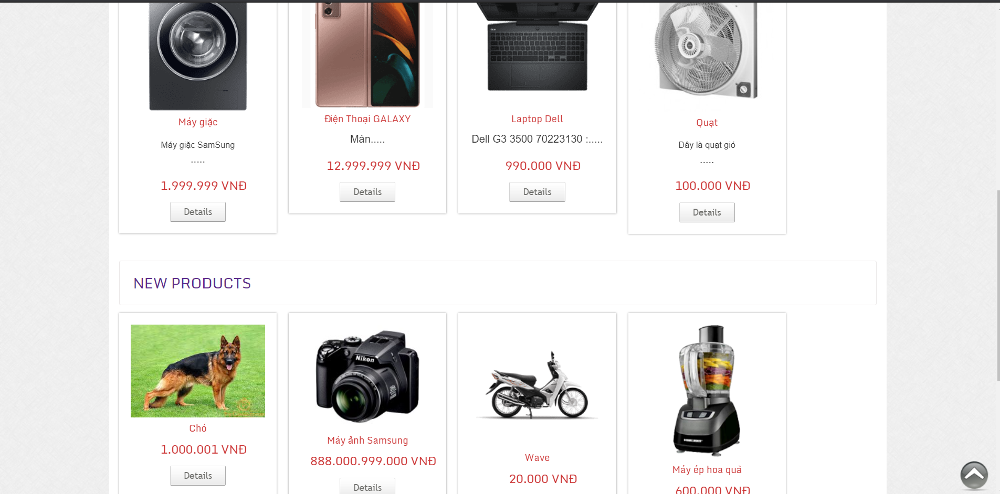 Máy giặc
Máy giặc SamSung
.....
1.999.999 VNĐ
Details
Điện Thoại GALAXY
Màn.....
12.999.999 VNĐ
Details
Laptop Dell
Dell G3 3500 70223130 :.....
990.000 VNĐ
Details
Quạt
Đây là quạt gió
.....
100.000 VNĐ
Details
NEW PRODUCTS
Chó
1.000.001 VNĐ
Details
Nikon
Máy ảnh Samsung
888.000.999.000 VNĐ
Details
Wave
20.000 VNĐ
Máy ép hoa quả
600.000 VNĐ